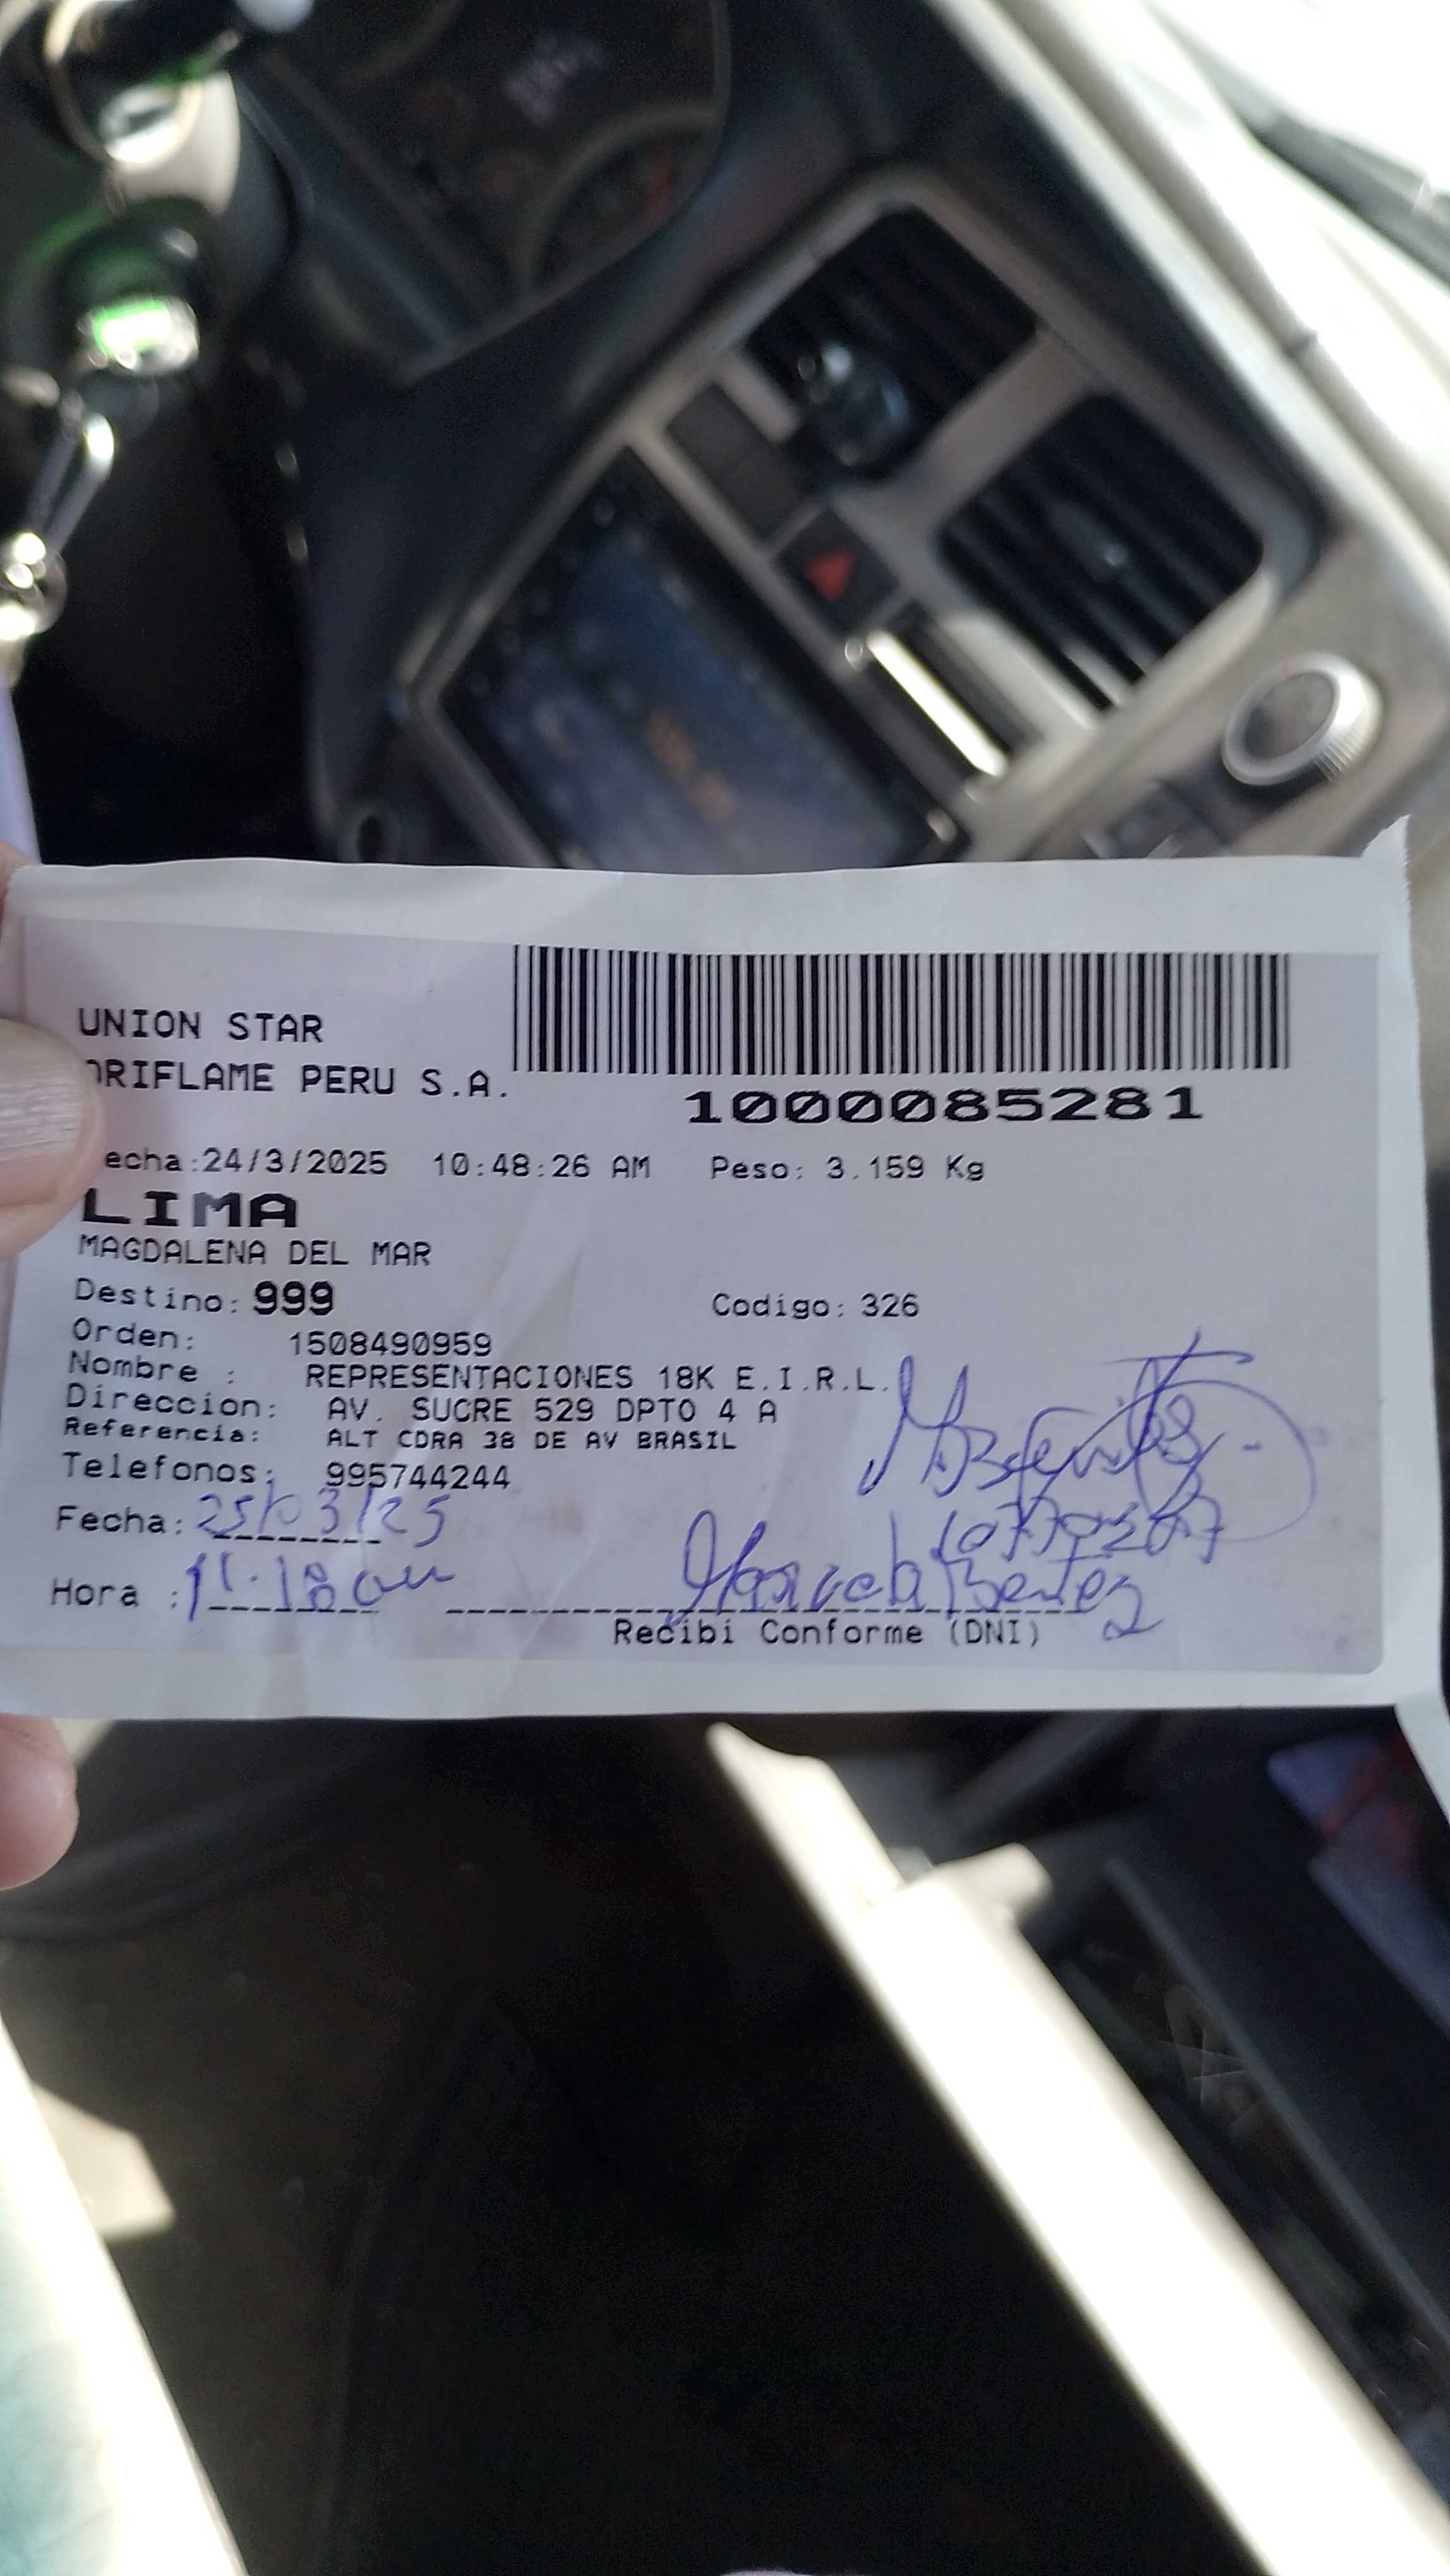 UNION STAR
ORIFLAME PERU S.A.
1000085281
echa:24/3/2025 10:48:26 AM Peso: 3.159 Kg
LIMA
MAGDALENA DEL MAR
Destino: 999 Codigo: 326
Orden: 1508490959
Nombre : REPRESENTACIONES 18K E.I.R.L.
Direccion: AV. SUCRE 529 DPTO 4 A
Referencia: ALT CDRA 38 DE AV BRASIL
Telefonos: 995744244
Fecha: 25/03/25
Hora : 11:18 am
Recibi Conforme (DNI)